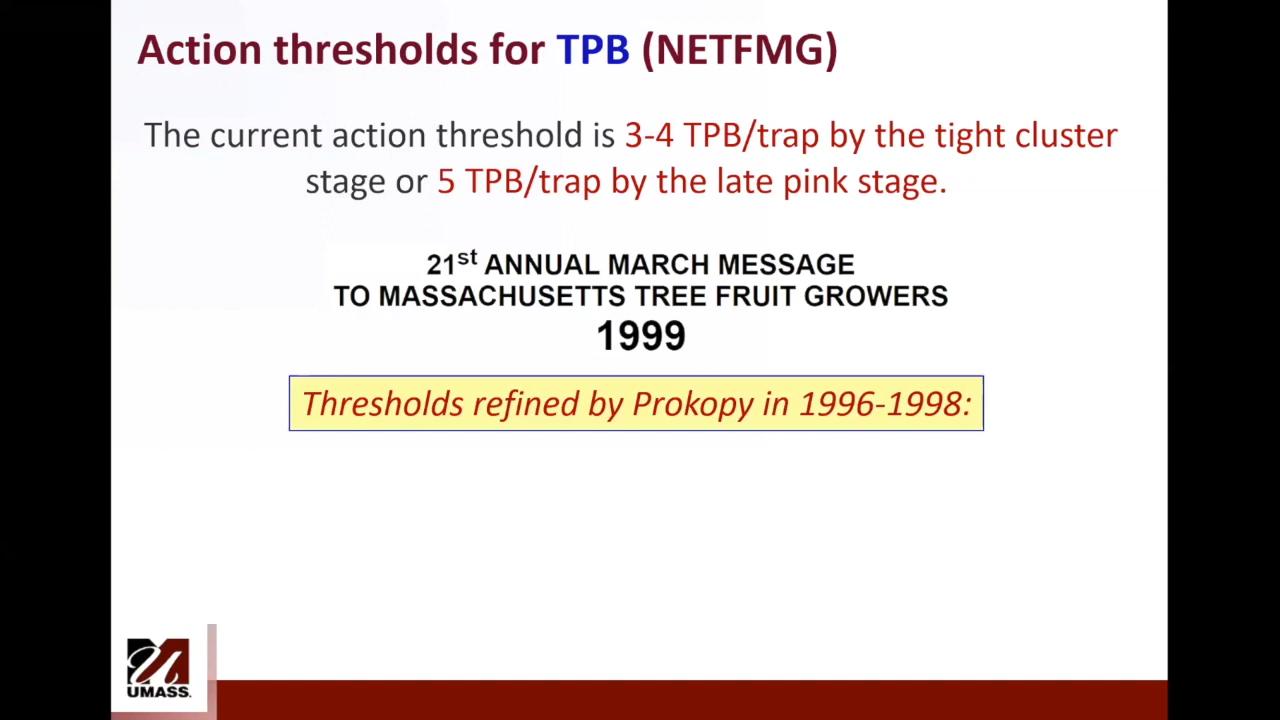 Action thresholds for TPB (NETFMG)
The current action threshold is 3-4 TPB/trap by the tight cluster
stage or 5 TPB/trap by the late pink stage.
21st ANNUAL MARCH MESSAGE
TO MASSACHUSETTS TREE FRUIT GROWERS
1999
Thresholds refined by Prokopy in 1996-1998:
UMASS.